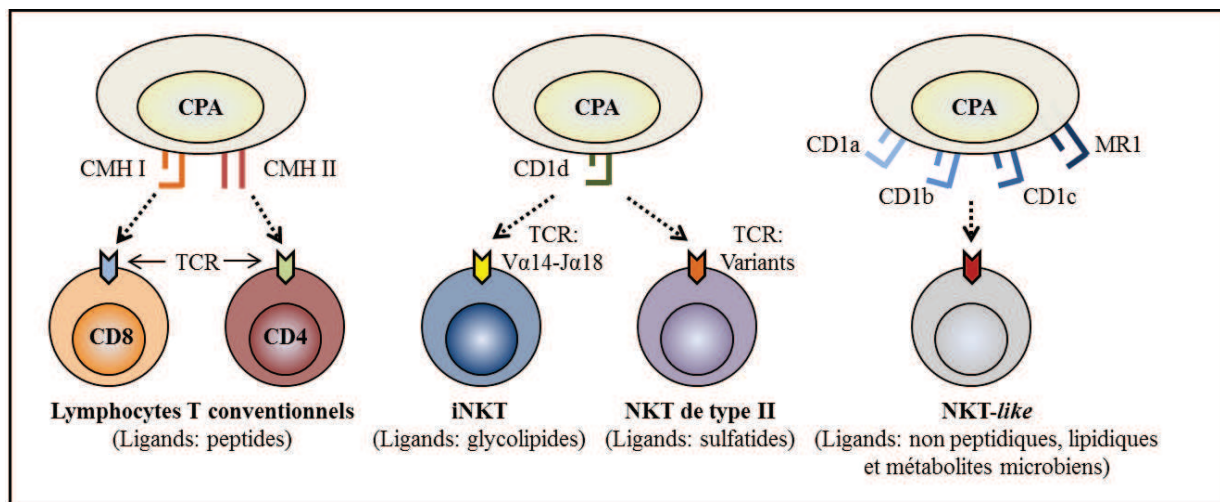 CPA
CMH I
CMH II
TCR
CD8
CD4
Lymphocytes T conventionnels
(Ligands: peptides)
CPA
CD1d
TCR:
Vα14-Jα18
TCR:
Variants
iNKT
(Ligands: glycolipides)
NKT de type II
(Ligands: sulfatides)
CPA
CD1a
CD1b
CD1c
MR1
NKT-like
(Ligands: non peptidiques, lipidiques
et métabolites microbiens)